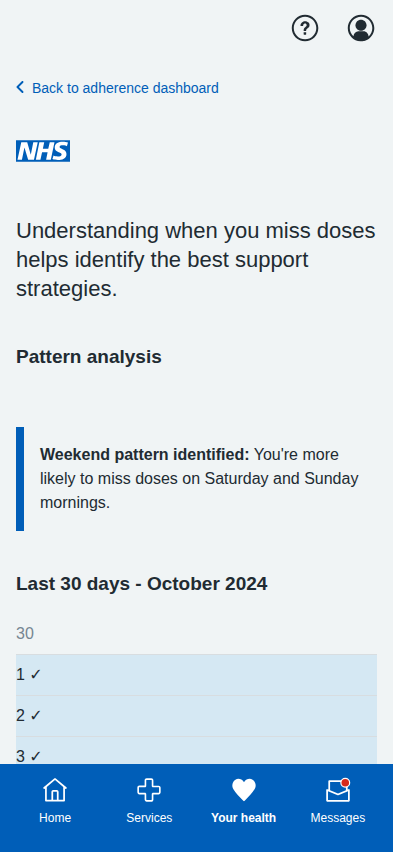 Back to adherence dashboard
NHS
Understanding when you miss doses
helps identify the best support
strategies.
Pattern analysis
Weekend pattern identified: You're more
likely to miss doses on Saturday and Sunday
mornings.
Last 30 days - October 2024
30
1 ✓
2 ✓
3 ✓
Home
Services
Your health
Messages